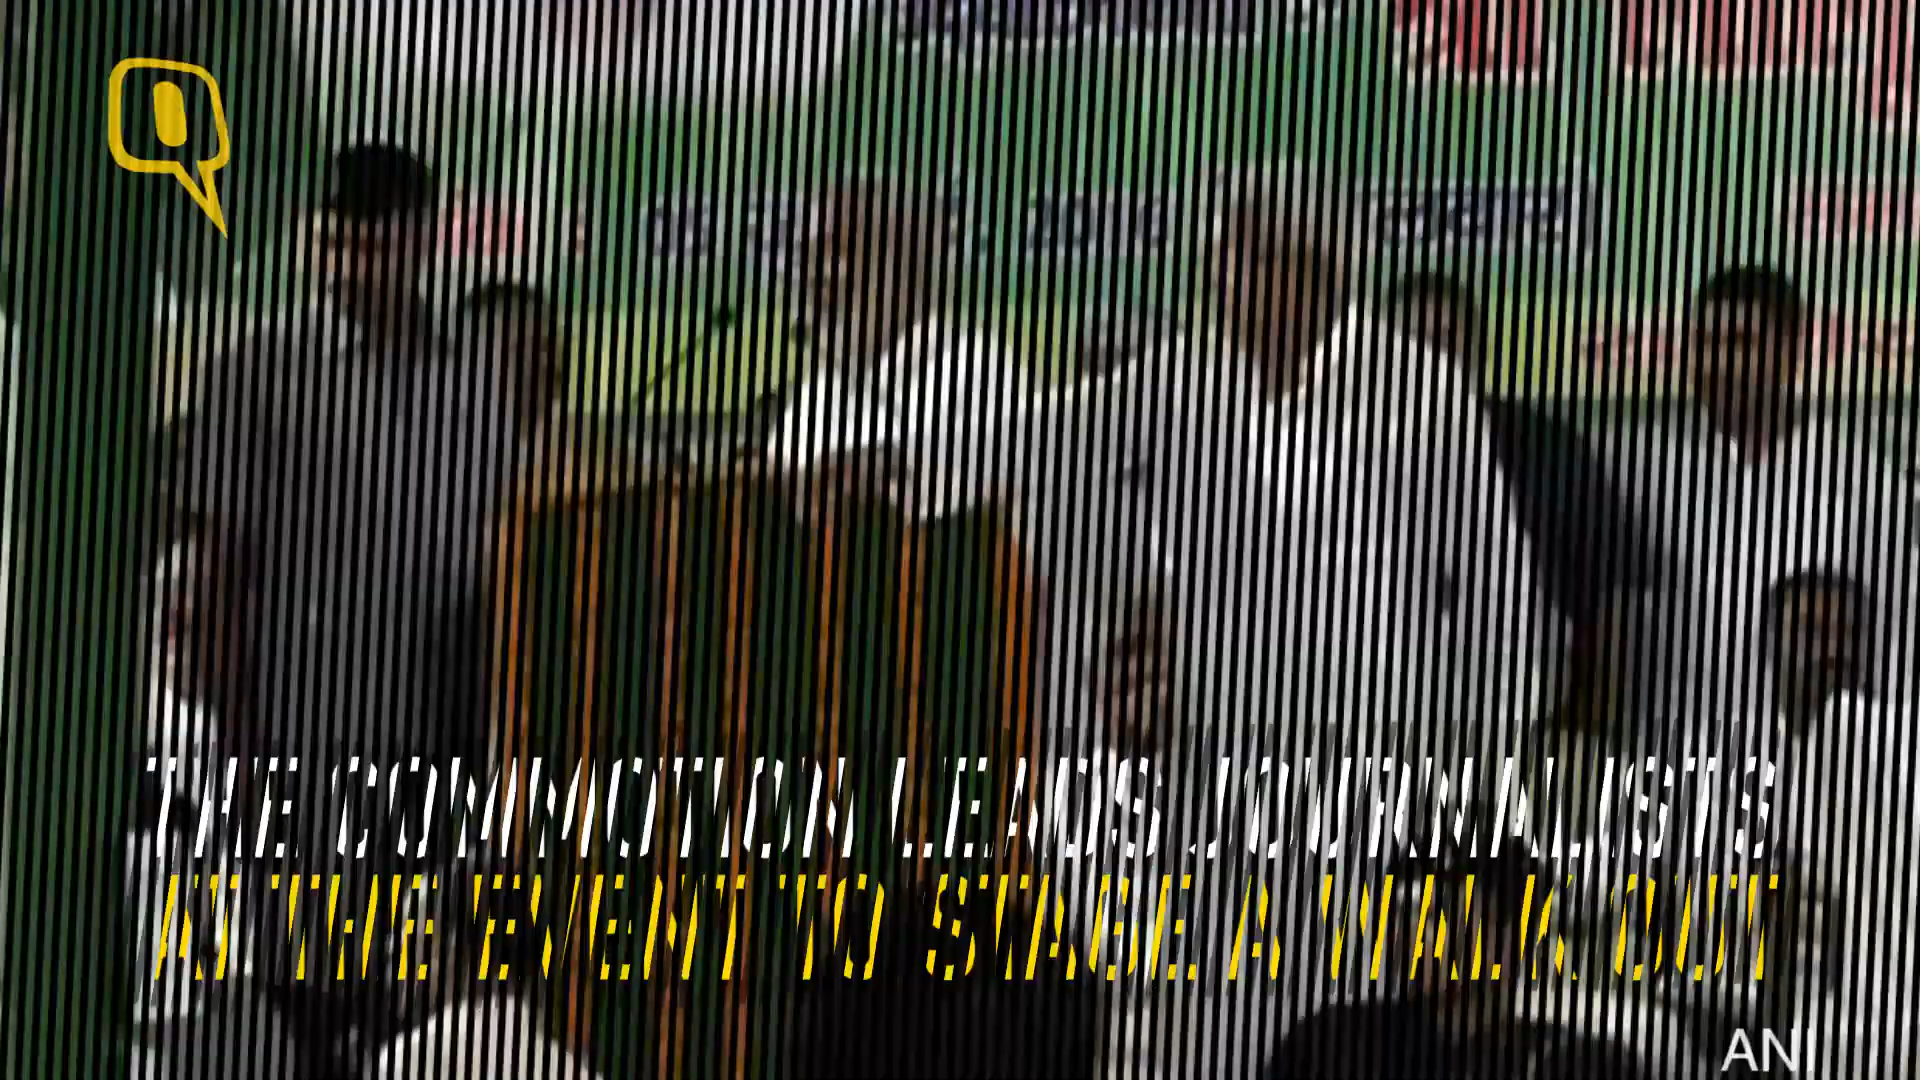 THE COMMOTION LEADS JOURNALISTS
AT THE EVENT TO STAGE A WALK OUT
ANI